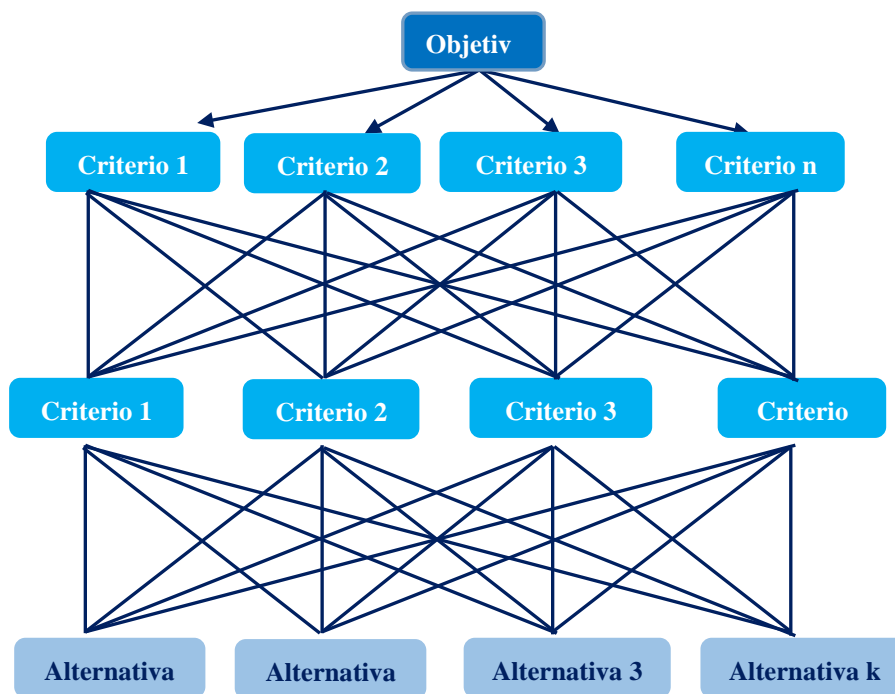 Objetiv
Criterio 1
Criterio 2
Criterio 3
Criterio n
Criterio 1
Criterio 2
Criterio 3
Criterio
Alternativa
Alternativa
Alternativa 3
Alternativa k